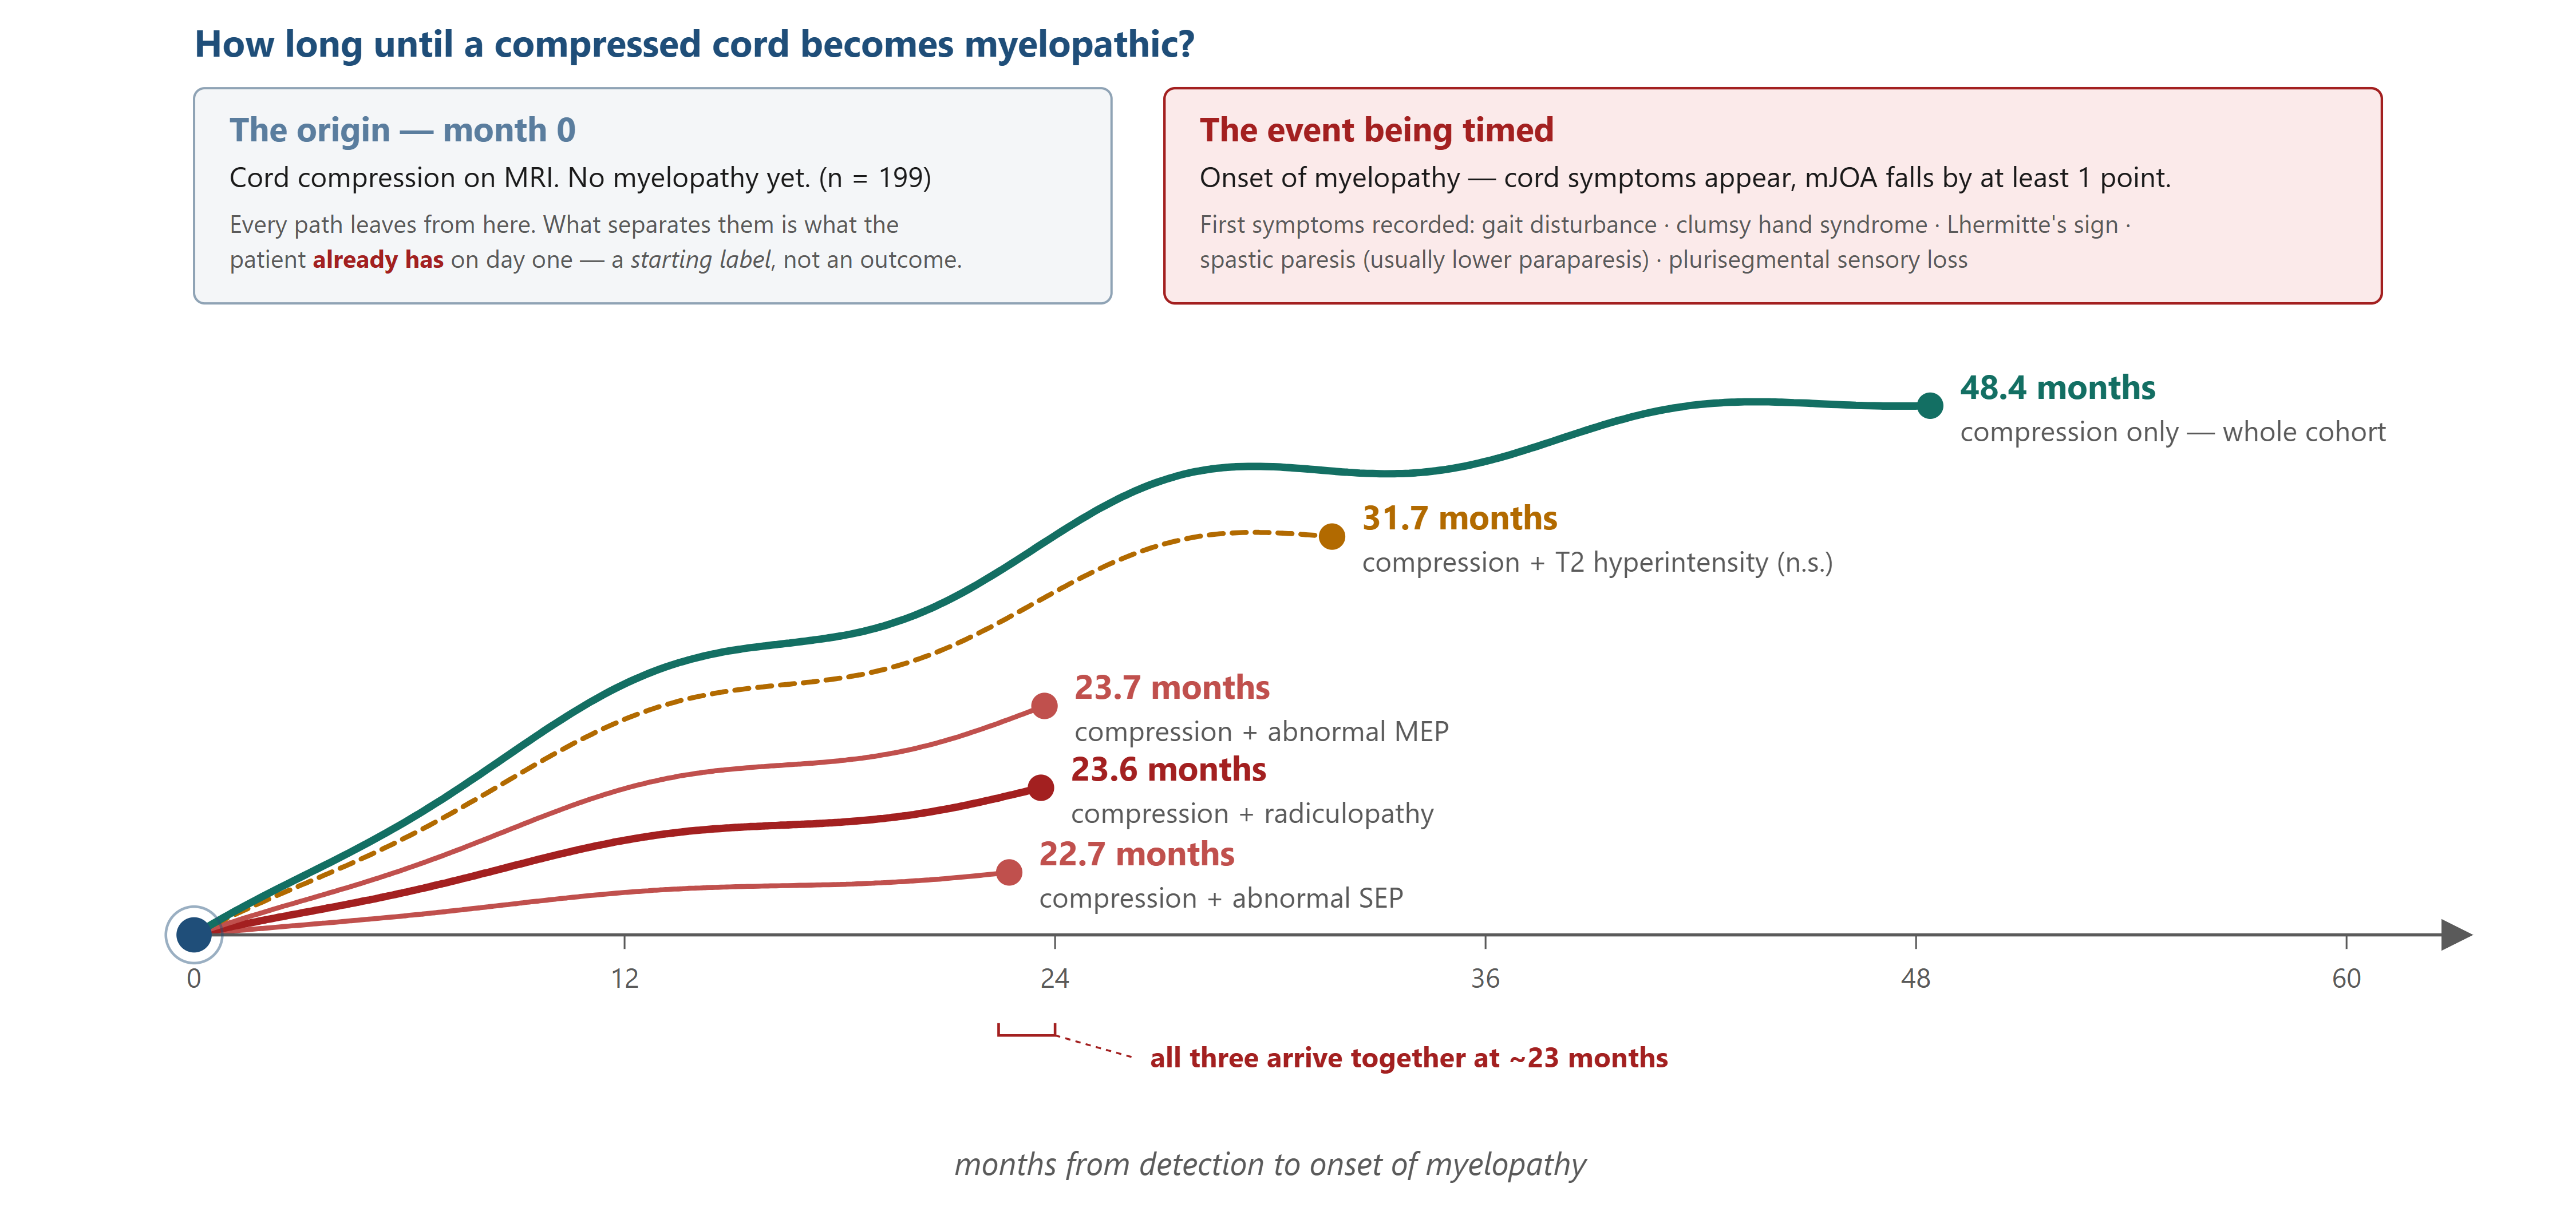 How long until a compressed cord becomes myelopathic?
The origin — month 0
Cord compression on MRI. No myelopathy yet. (n = 199)
Every path leaves from here. What separates them is what the
patient already has on day one — a starting label, not an outcome.
The event being timed
Onset of myelopathy — cord symptoms appear, mJOA falls by at least 1 point.
First symptoms recorded: gait disturbance · clumsy hand syndrome · Lhermitte's sign ·
spastic paresis (usually lower paraparesis) · plurisegmental sensory loss
48.4 months
compression only — whole cohort
31.7 months
compression + T2 hyperintensity (n.s.)
23.7 months
compression + abnormal MEP
23.6 months
compression + radiculopathy
22.7 months
compression + abnormal SEP
0 12 24 36 48 60
all three arrive together at ~23 months
months from detection to onset of myelopathy